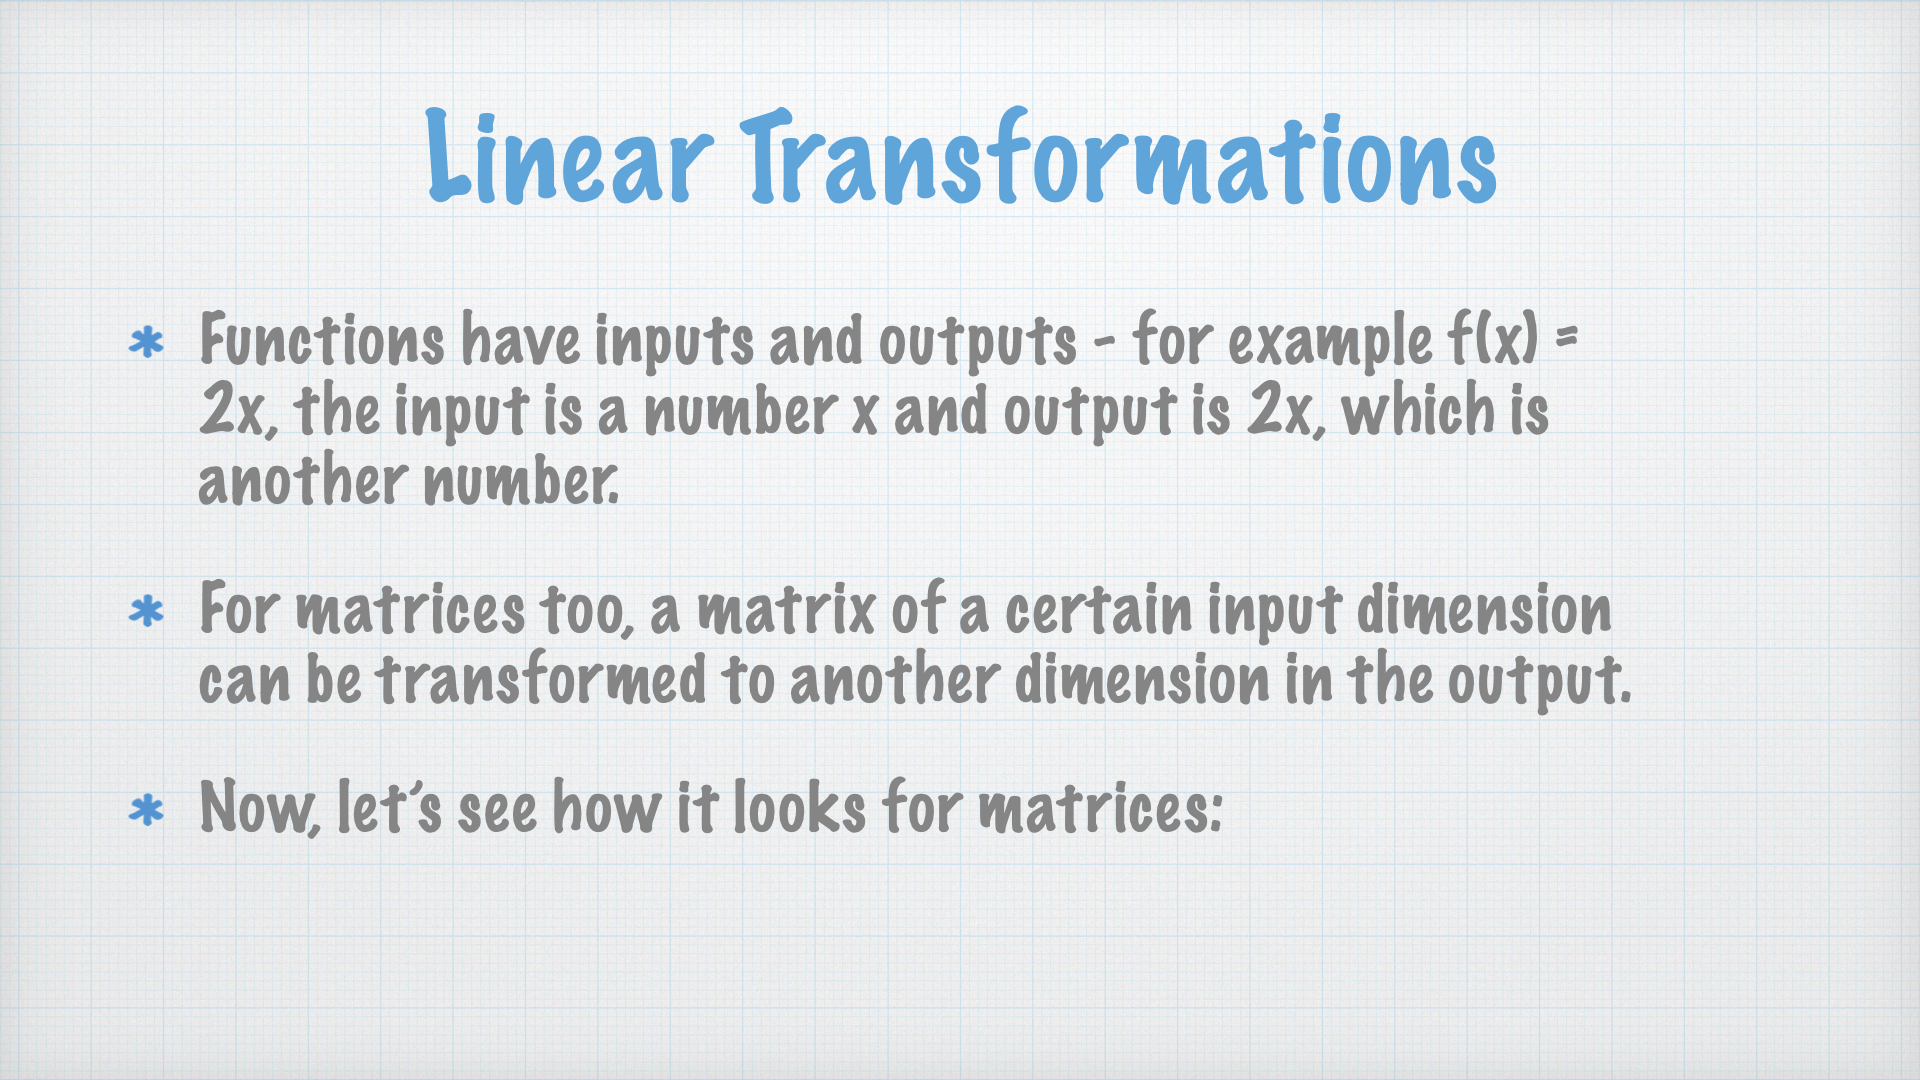 Linear Transformations
* Functions have inputs and outputs - for example f(x) =
2x, the input is a number x and output is 2x, which is
another number.
* For matrices too, a matrix of a certain input dimension
can be transformed to another dimension in the output.
* Now, let’s see how it looks for matrices: